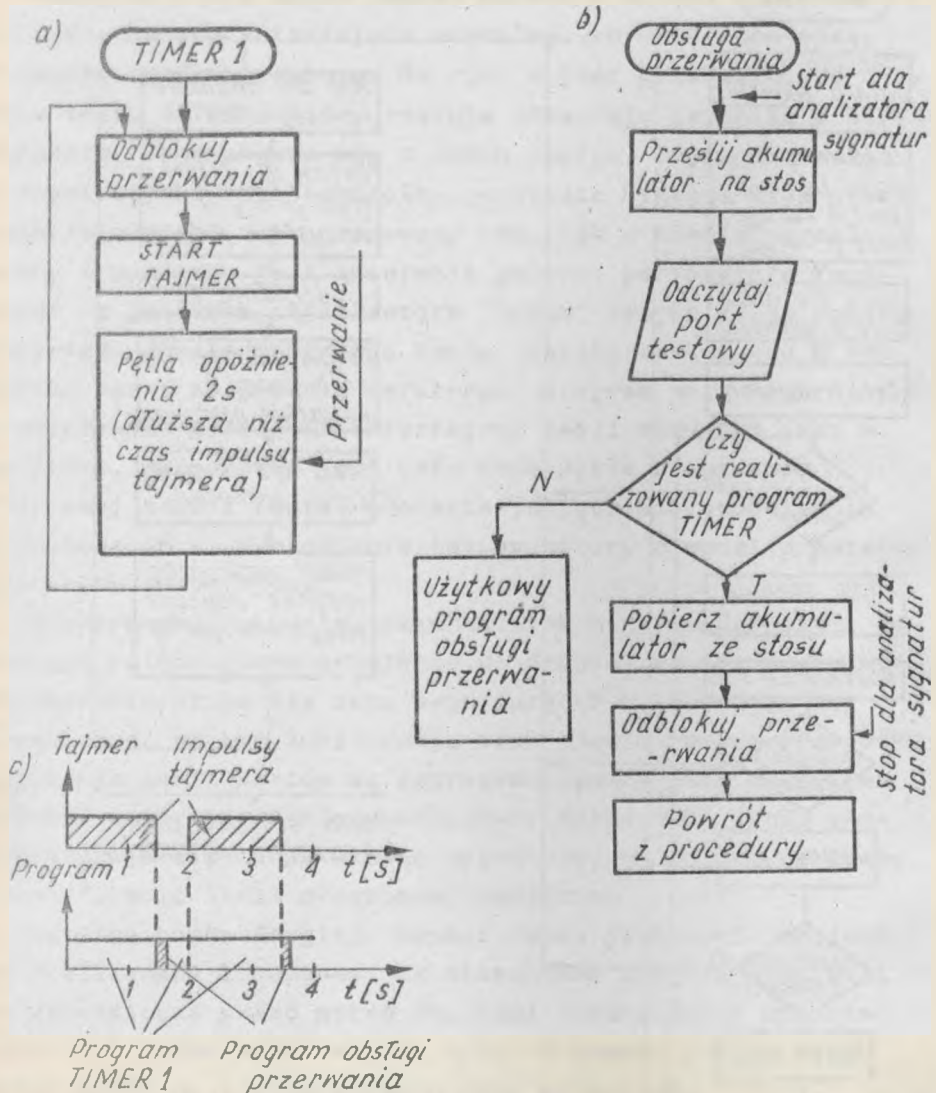 a)
TIMER 1
Odblokuj
-przerwania
START
TAJMER
Pętla opóźnie-
nia 2s
(dłuższa niż
czas impulsu
tajmera)
Przerwanie
b)
Obsługa
przerwania
Start dla
analizatora
sygnatur
Prześlij akumu
lator na stos
Odczytaj
port
testowy
Czy
jest reali-
zowany program
TIMER
N
T
Użytkowy
program
obsługi
przerwa-
nia
Pobierz akumu-
lator ze stosu
Odblokuj prze-
-rwania
Stop dla analiza-
tora sygnatur
Powrót
z procedury
c)
Tajmer
Impulsy
tajmera
1 2 3 4 t[s]
Program
1 2 3 4 t[s]
Program
TIMER 1
Program obsługi
przerwania